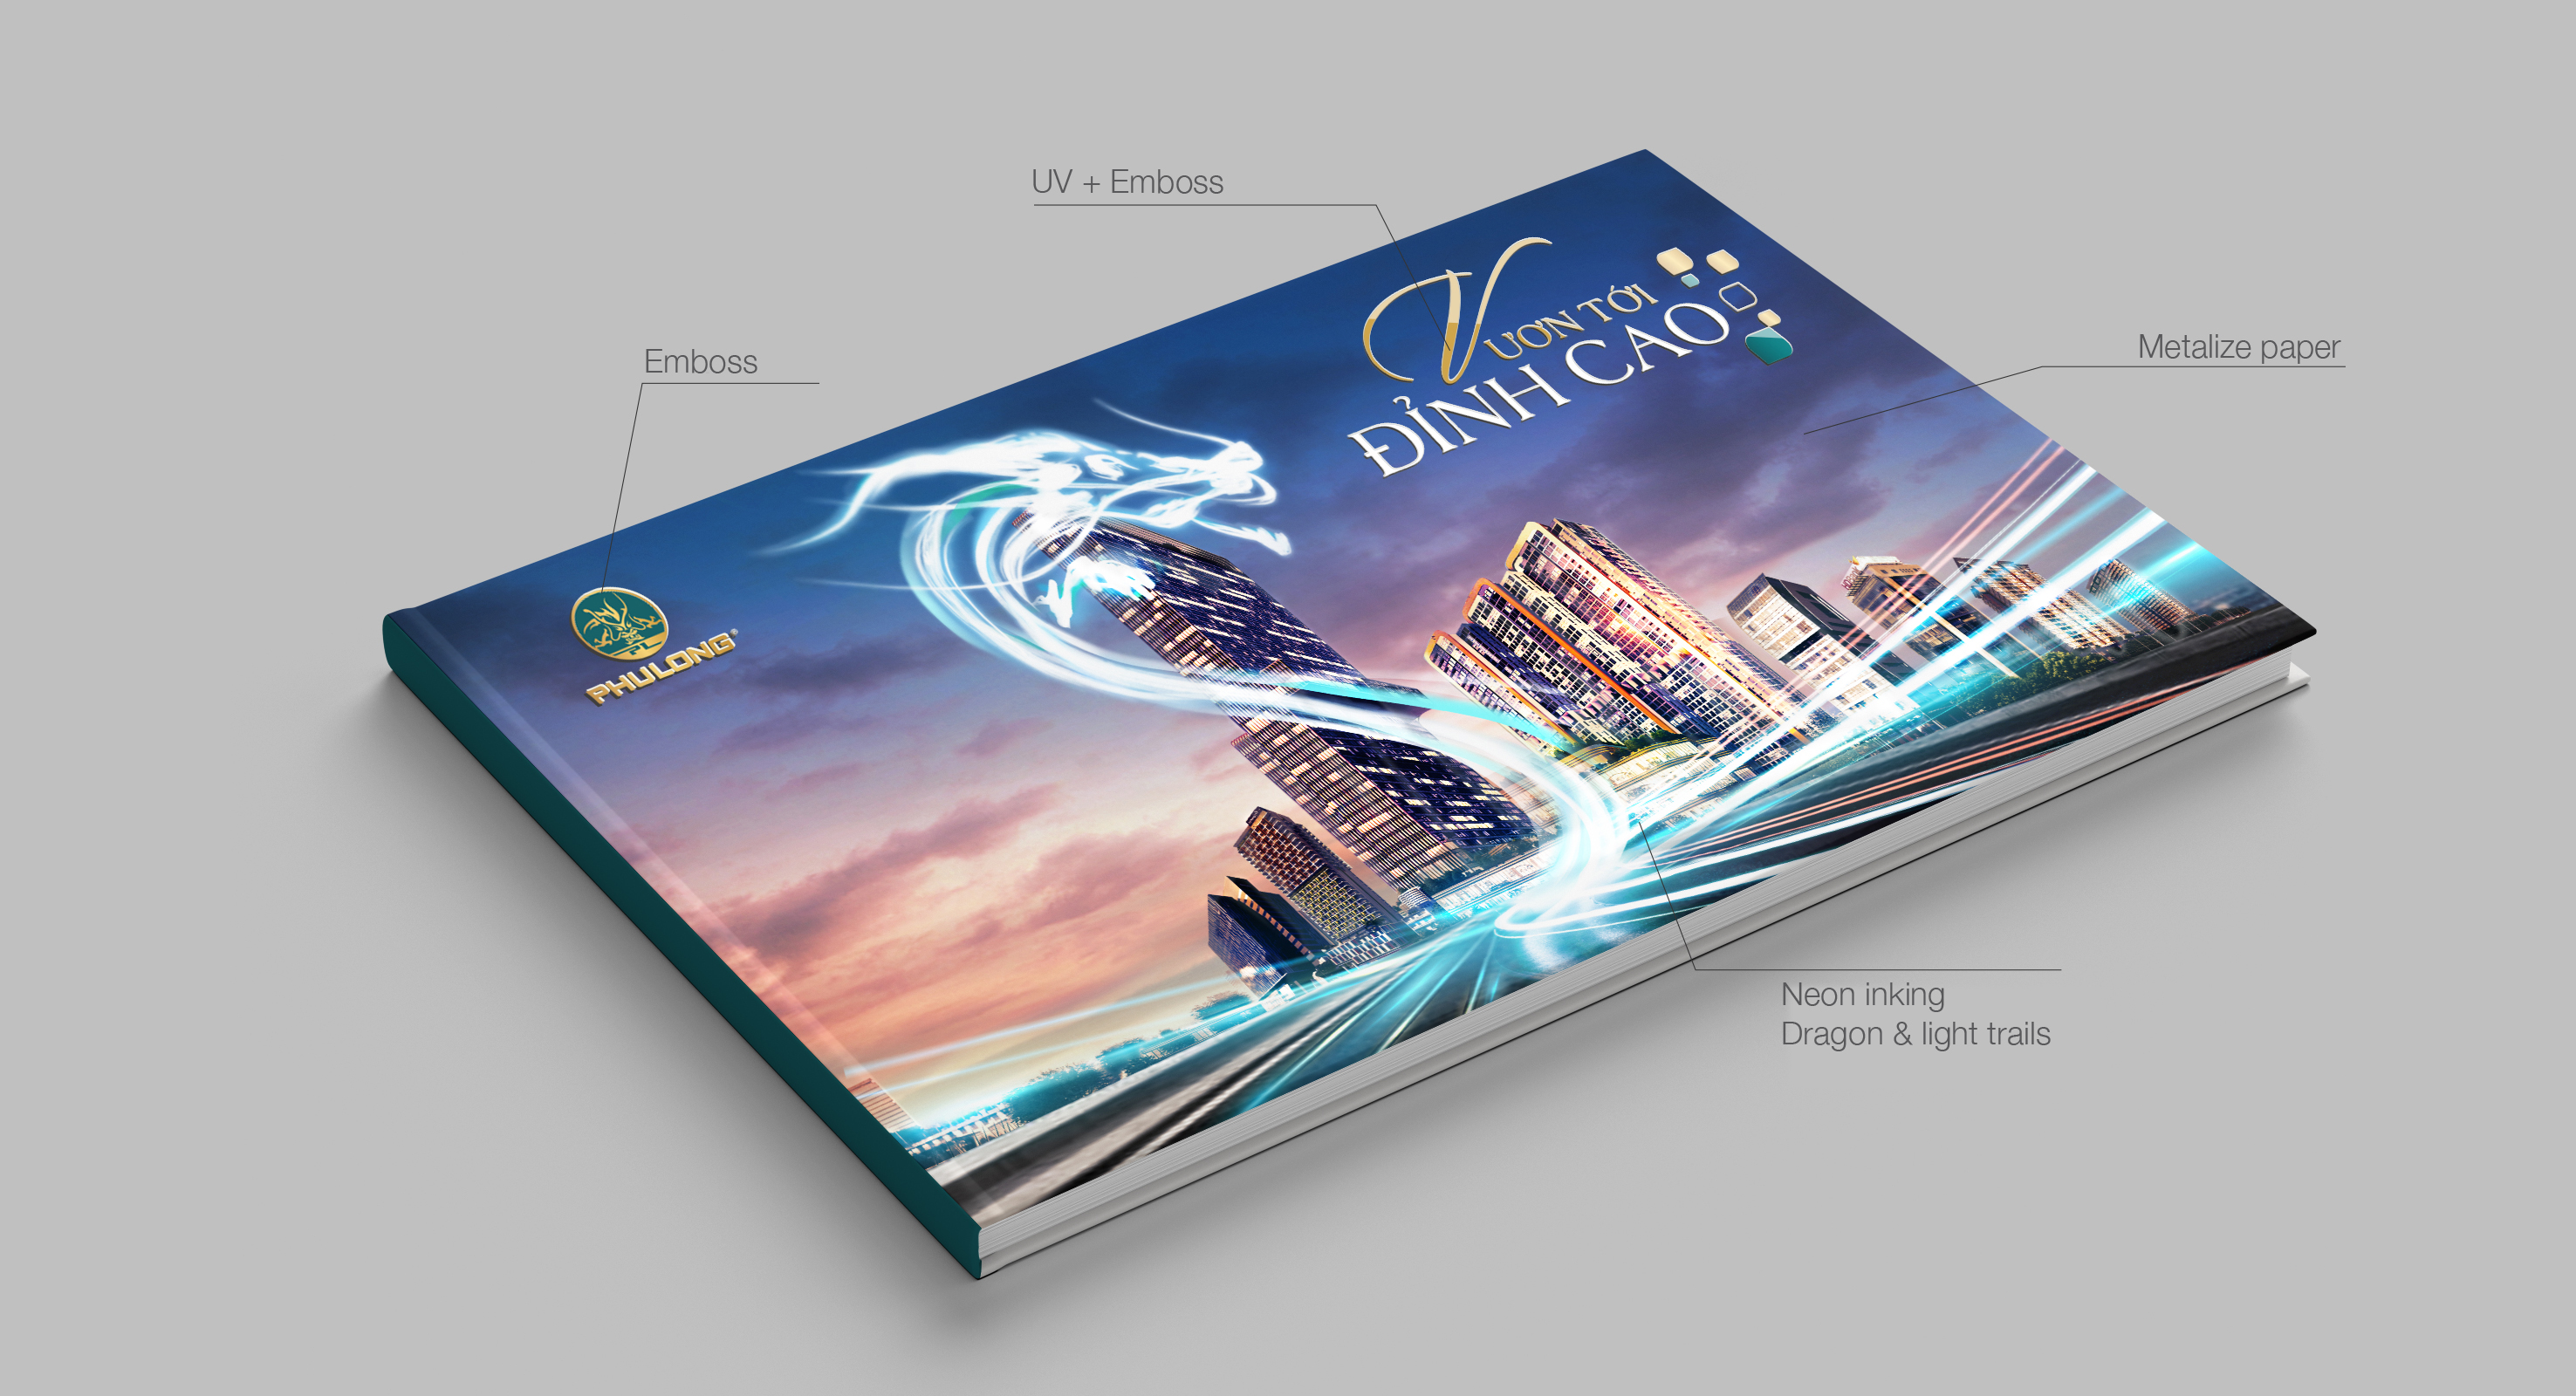 UV + Emboss
VƯƠN TỚI
ĐỈNH CAO
Emboss
Metalize paper
PHULONG®
Neon inking
Dragon & light trails